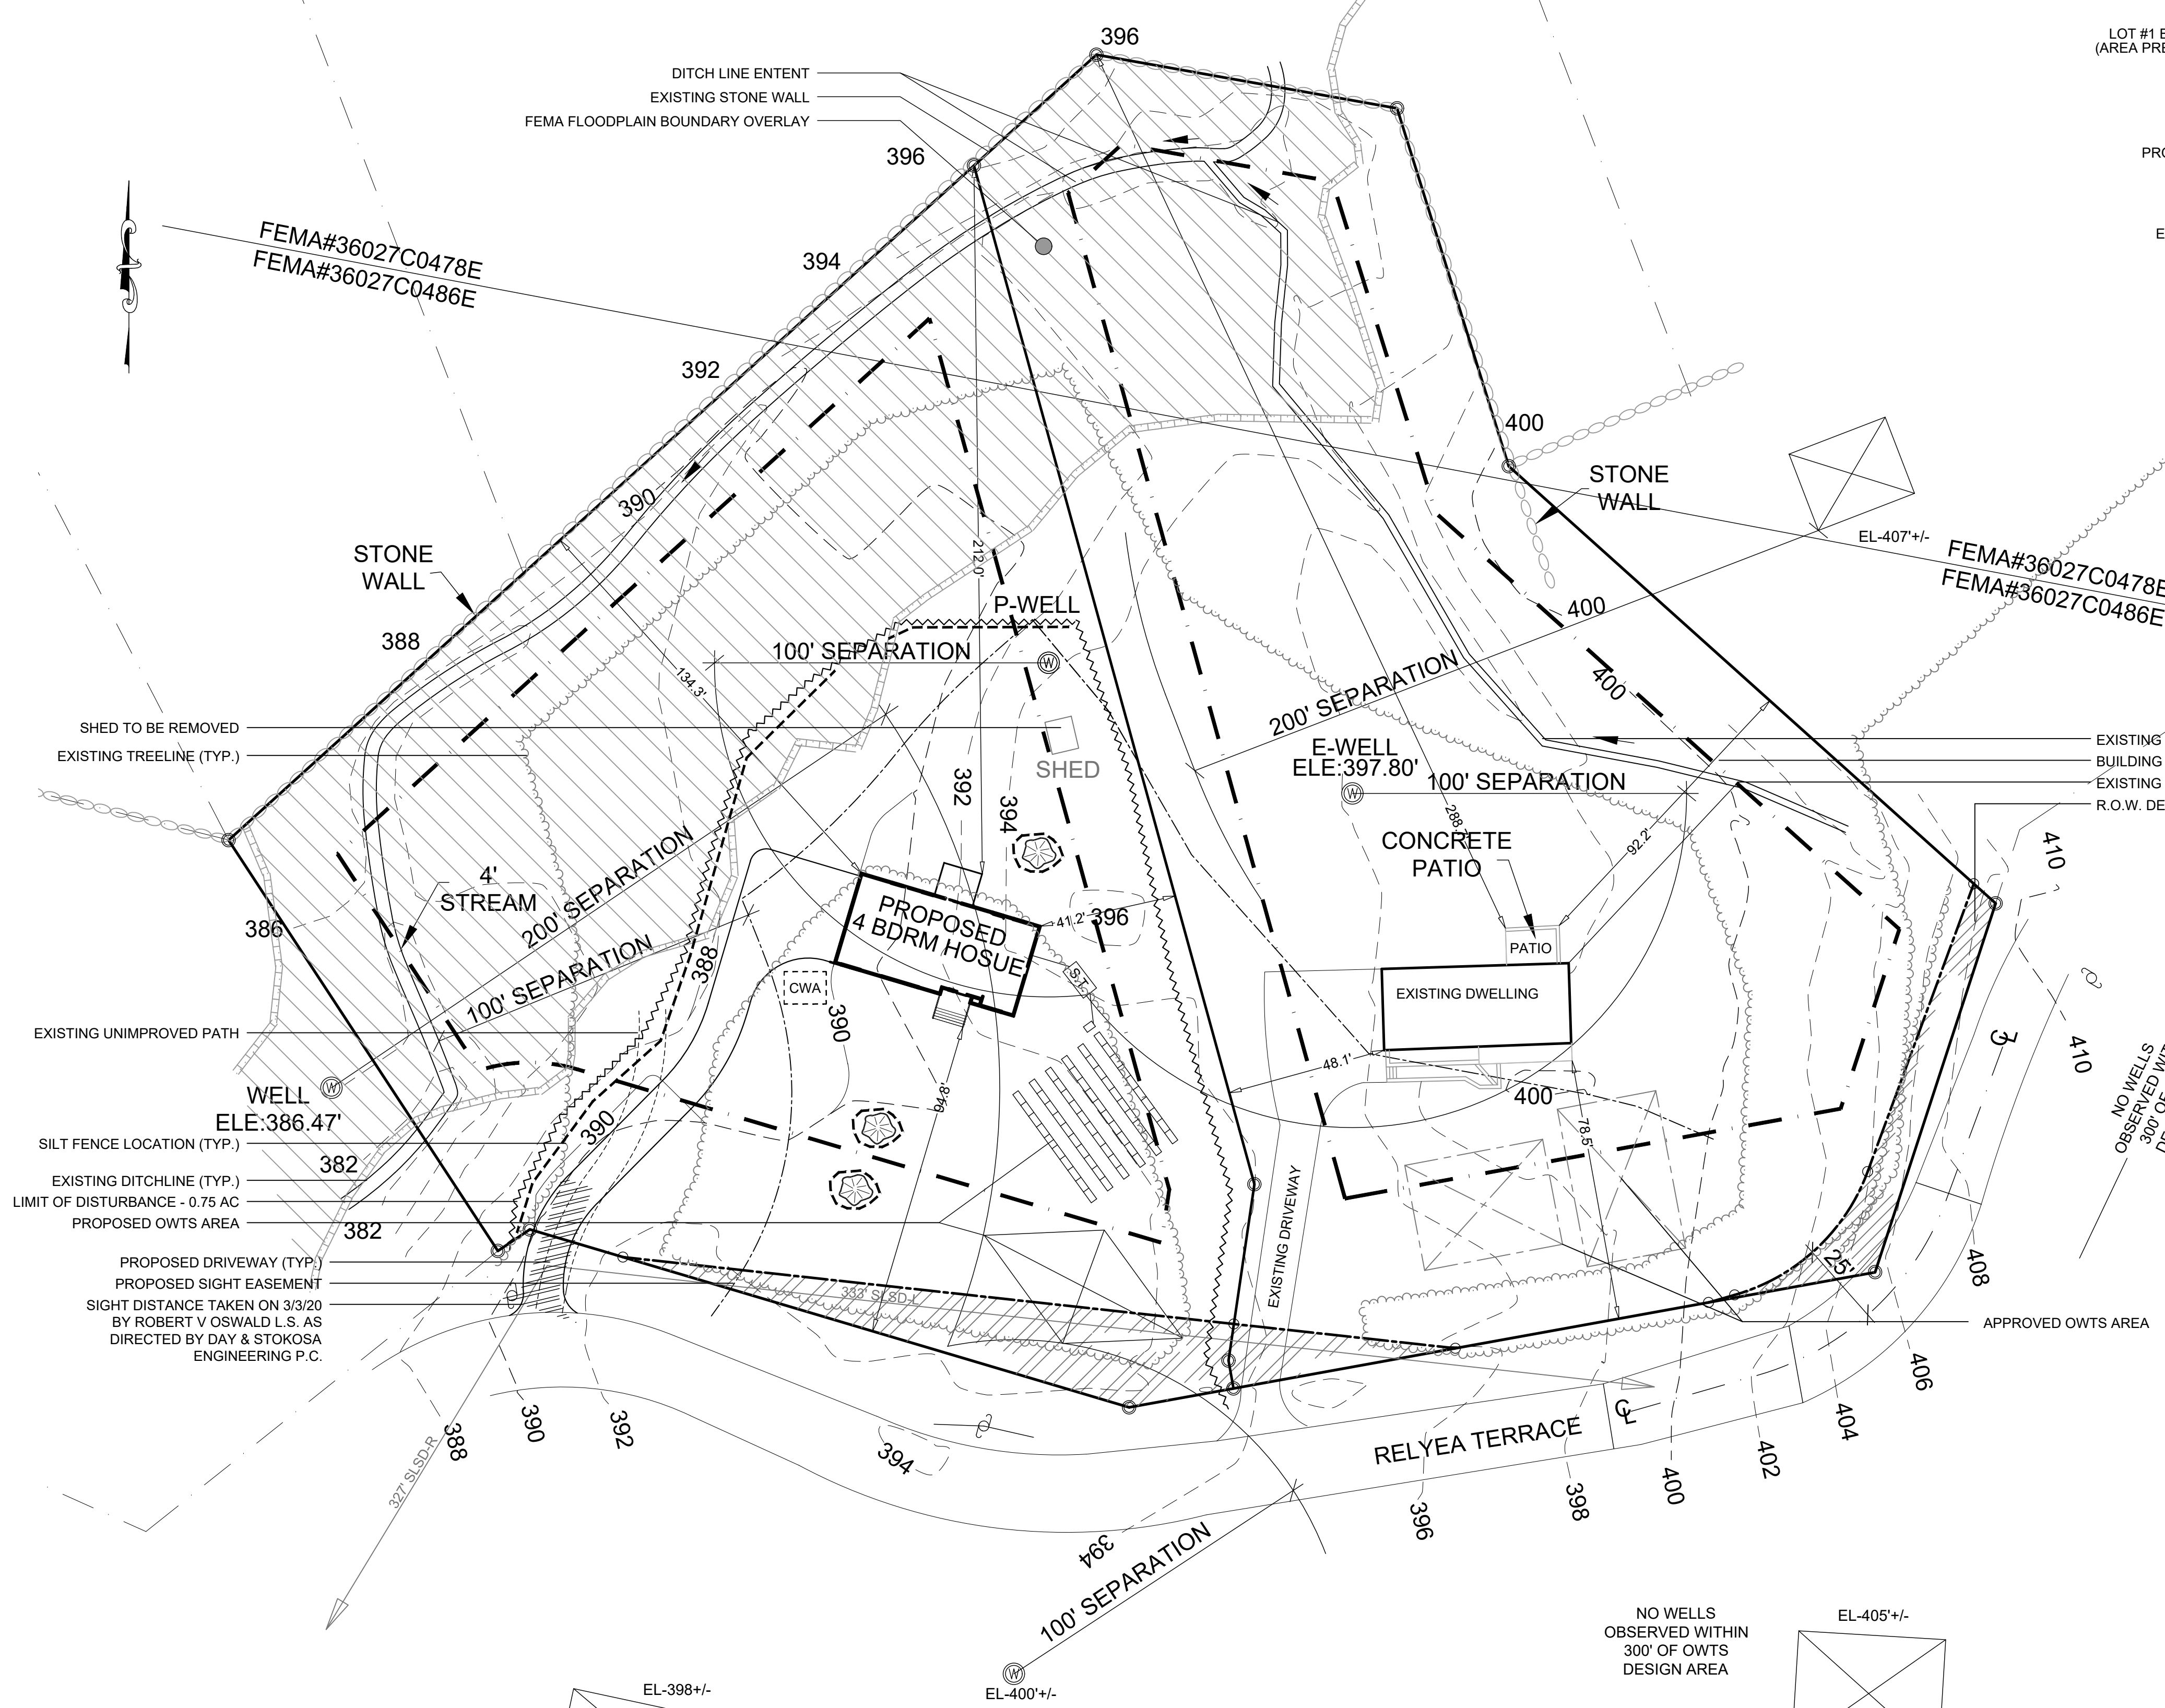 396
LOT #1 B
(AREA PRE
DITCH LINE ENTENT
EXISTING STONE WALL
FEMA FLOODPLAIN BOUNDARY OVERLAY
PRO
396
FEMA#36027C0478E
FEMA#36027C0486E
394
E
392
400
STONE
WALL
390
EL-407'+/-
FEMA#36027C0478E
FEMA#36027C0486E
STONE
WALL
212.0'
P-WELL
400
388
100' SEPARATION
134.3'
200' SEPARATION
400
SHED TO BE REMOVED
EXISTING TREELINE (TYP.)
SHED
392
394
E-WELL
ELE:397.80'
100' SEPARATION
EXISTING
BUILDING
EXISTING
R.O.W. DE
288.
92.2'
CONCRETE
PATIO
410
4'
STREAM
200' SEPARATION
386
PROPOSED
4 BDRM HOSUE
41.2'
396
PATIO
100' SEPARATION
388
S.T.
CWA
EXISTING DWELLING
390
EXISTING UNIMPROVED PATH
℄
410
NO WELLS
OBSERVED WIT
300' OF
DE
48.1'
WELL
ELE:386.47'
94.8'
400
390
78.5'
SILT FENCE LOCATION (TYP.)
382
EXISTING DITCHLINE (TYP.)
LIMIT OF DISTURBANCE - 0.75 AC
PROPOSED OWTS AREA
382
EXISTING DRIVEWAY
PROPOSED DRIVEWAY (TYP.)
PROPOSED SIGHT EASEMENT
SIGHT DISTANCE TAKEN ON 3/3/20
BY ROBERT V OSWALD L.S. AS
DIRECTED BY DAY & STOKOSA
ENGINEERING P.C.
333' SLSD-L
25'
408
APPROVED OWTS AREA
406
388
390
392
394
RELYEA TERRACE
℄
404
402
400
398
396
327' SLSD-R
394
100' SEPARATION
NO WELLS
OBSERVED WITHIN
300' OF OWTS
DESIGN AREA
EL-405'+/-
EL-398+/-
EL-400'+/-